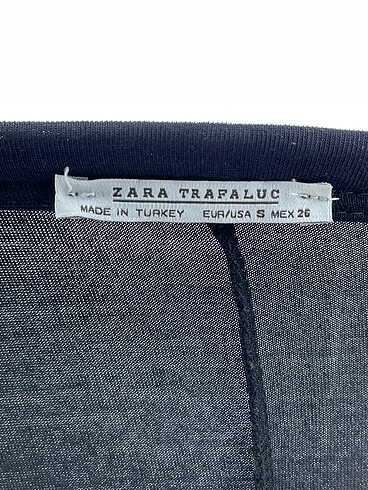 ZARA TRAFALUC
MADE IN TURKEY EUR/USA S MEX 26